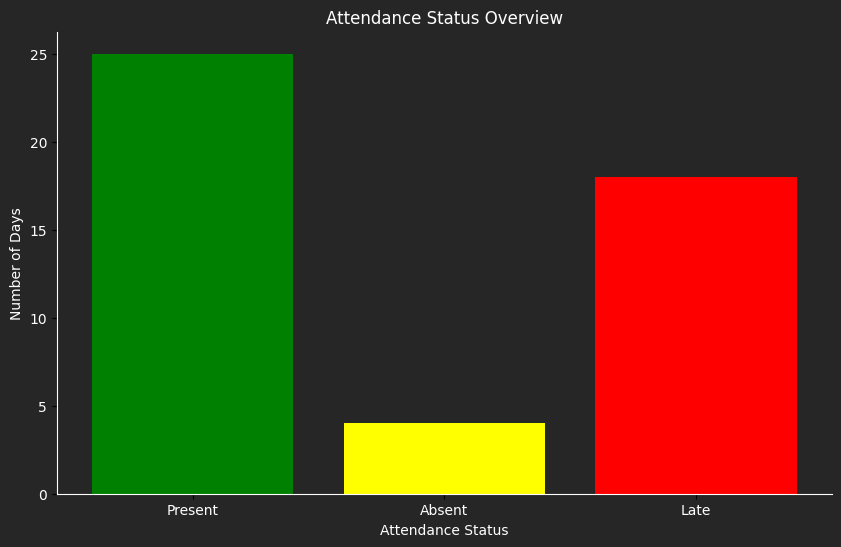 Attendance Status Overview
25
20
15
10
5
0
Number of Days
Present Absent Late
Attendance Status